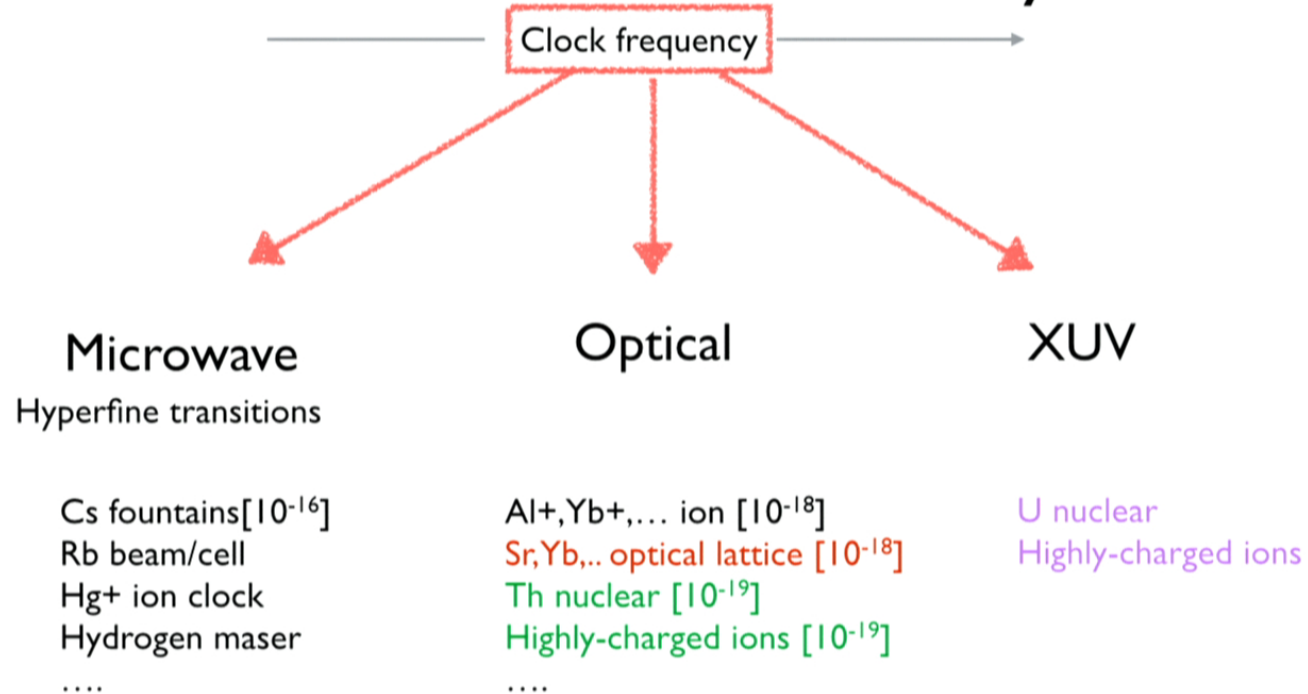 Clock frequency
Microwave
Hyperfine transitions
Cs fountains[10⁻¹⁶]
Rb beam/cell
Hg+ ion clock
Hydrogen maser
....
Optical
Al+,Yb+,... ion [10⁻¹⁸]
Sr,Yb,.. optical lattice [10⁻¹⁸]
Th nuclear [10⁻¹⁹]
Highly-charged ions [10⁻¹⁹]
....
XUV
U nuclear
Highly-charged ions